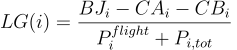 LG(i) = \frac{BJ_i - CA_i - CB_i}{P_i^{flight} + P_{i,tot}}